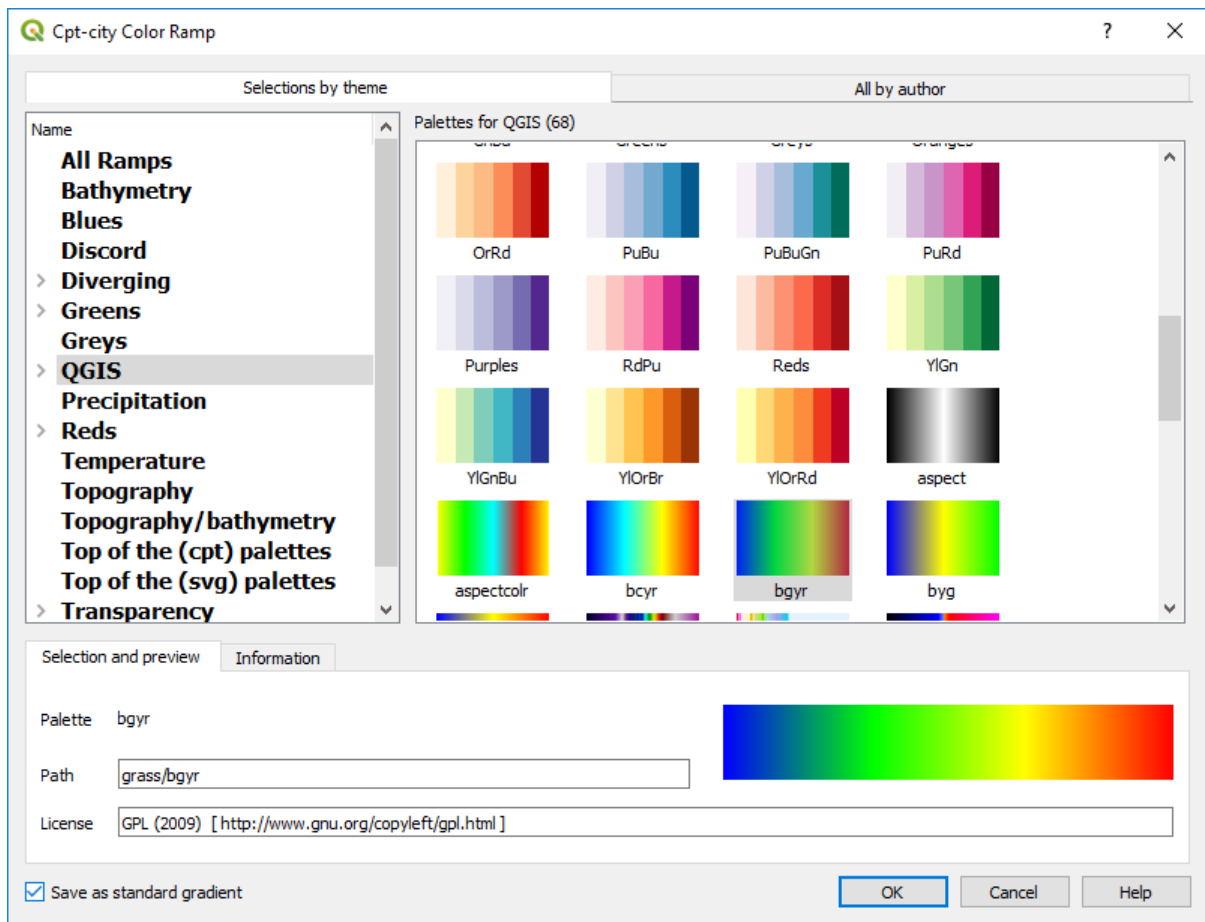 Cpt-city Color Ramp
?
Selections by theme
All by author
Name
All Ramps
Bathymetry
Blues
Discord
Diverging
Greens
Greys
QGIS
Precipitation
Reds
Temperature
Topography
Topography/bathymetry
Top of the (cpt) palettes
Top of the (svg) palettes
Transparency
Palettes for QGIS (68)
OrRd PuBu PuBuGn PuRd
Purples RdPu Reds YlGn
YlGnBu YlOrBr YlOrRd aspect
aspectcolr bcyr bgyr byg
Selection and preview
Information
Palette bgyr
Path grass/bgyr
License GPL (2009) [ http://www.gnu.org/copyleft/gpl.html ]
Save as standard gradient
OK
Cancel
Help